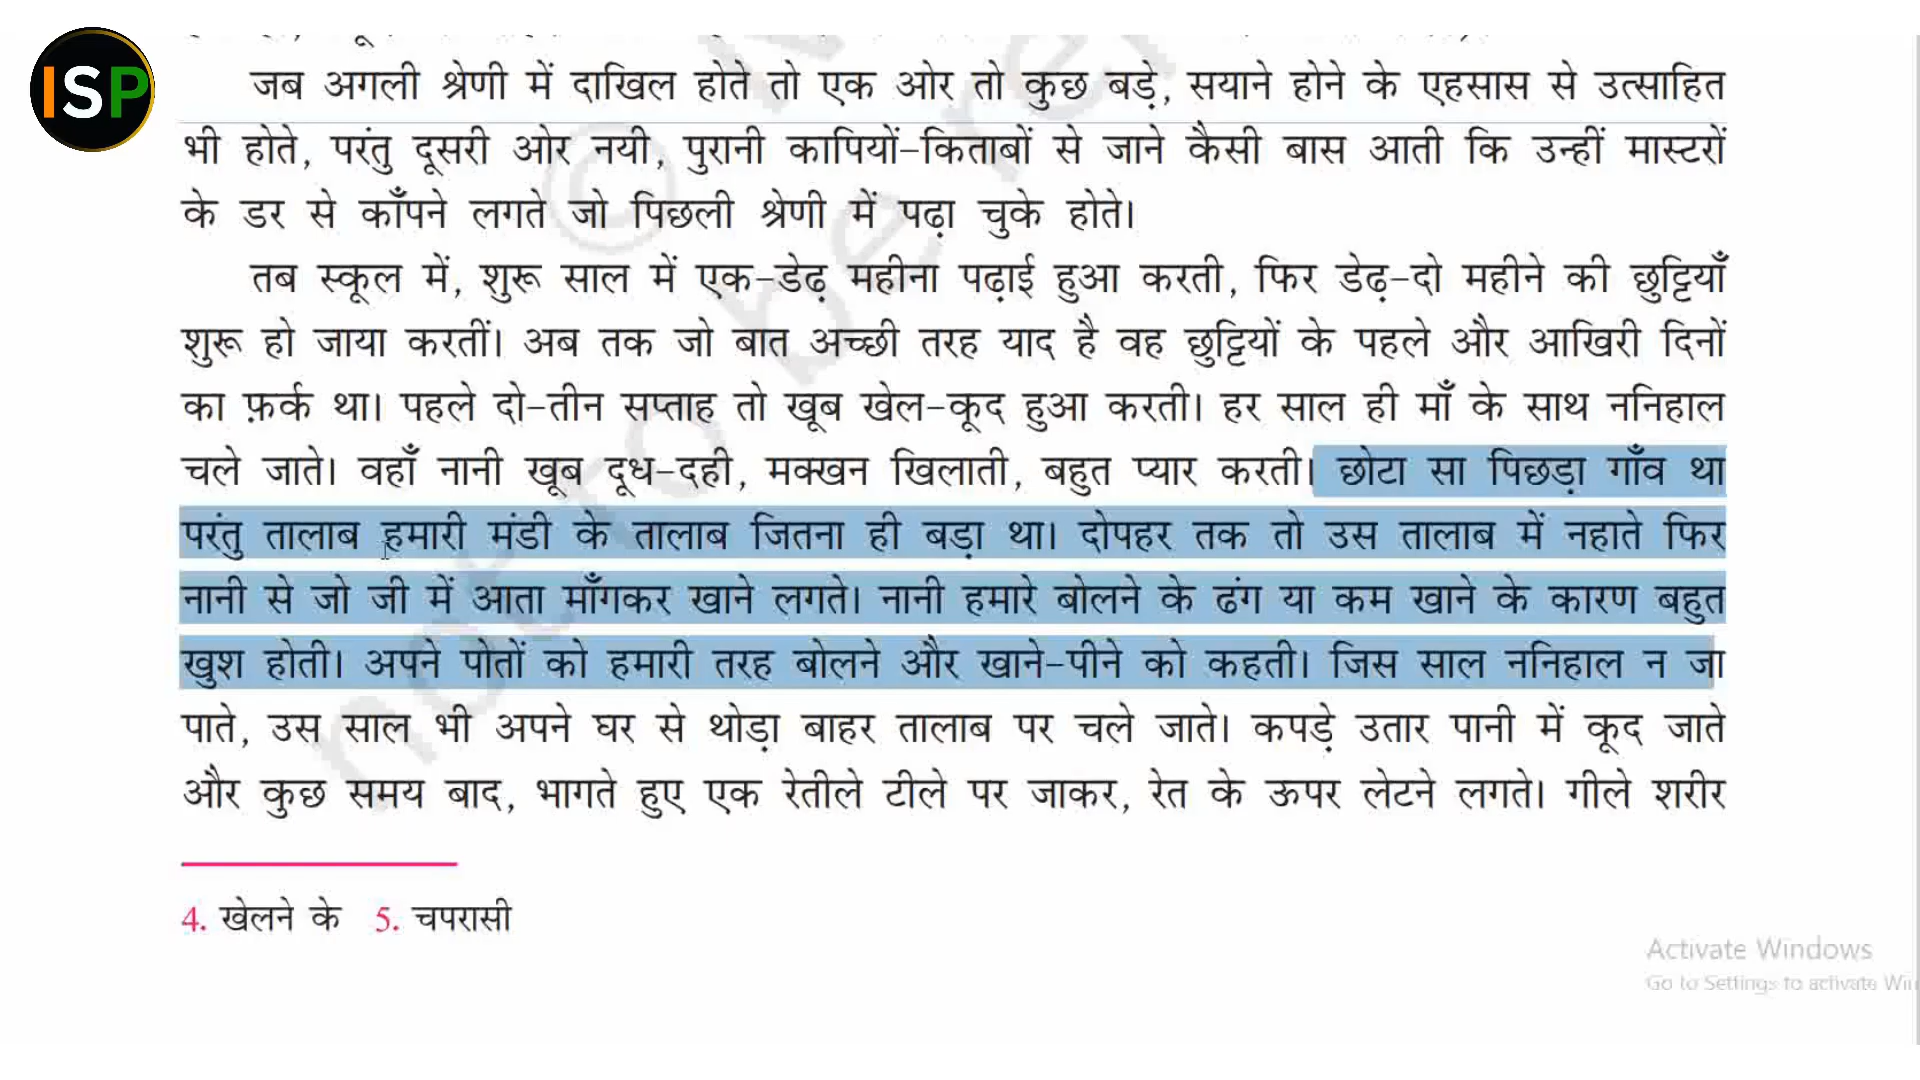 ISP
जब अगली श्रेणी में दाखिल होते तो एक ओर तो कुछ बड़े, सयाने होने के एहसास से उत्साहित
भी होते, परंतु दूसरी ओर नयी, पुरानी कापियों-किताबों से जाने कैसी बास आती कि उन्हीं मास्टरों
के डर से काँपने लगते जो पिछली श्रेणी में पढ़ा चुके होते।
तब स्कूल में, शुरू साल में एक-डेढ़ महीना पढ़ाई हुआ करती, फिर डेढ़-दो महीने की छुट्टियाँ
शुरू हो जाया करतीं। अब तक जो बात अच्छी तरह याद है वह छुट्टियों के पहले और आखिरी दिनों
का फ़र्क था। पहले दो-तीन सप्ताह तो खूब खेल-कूद हुआ करती। हर साल ही माँ के साथ ननिहाल
चले जाते। वहाँ नानी खूब दूध-दही, मक्खन खिलाती, बहुत प्यार करती। छोटा सा पिछड़ा गाँव था
परंतु तालाब हमारी मंडी के तालाब जितना ही बड़ा था। दोपहर तक तो उस तालाब में नहाते फिर
नानी से जो जी में आता माँगकर खाने लगते। नानी हमारे बोलने के ढंग या कम खाने के कारण बहुत
खुश होती। अपने पोतों को हमारी तरह बोलने और खाने-पीने को कहती। जिस साल ननिहाल न जा
पाते, उस साल भी अपने घर से थोड़ा बाहर तालाब पर चले जाते। कपड़े उतार पानी में कूद जाते
और कुछ समय बाद, भागते हुए एक रेतीले टीले पर जाकर, रेत के ऊपर लेटने लगते। गीले शरीर
4. खेलने के 5. चपरासी
Activate Windows
Go to Settings to activate Win
not to be re